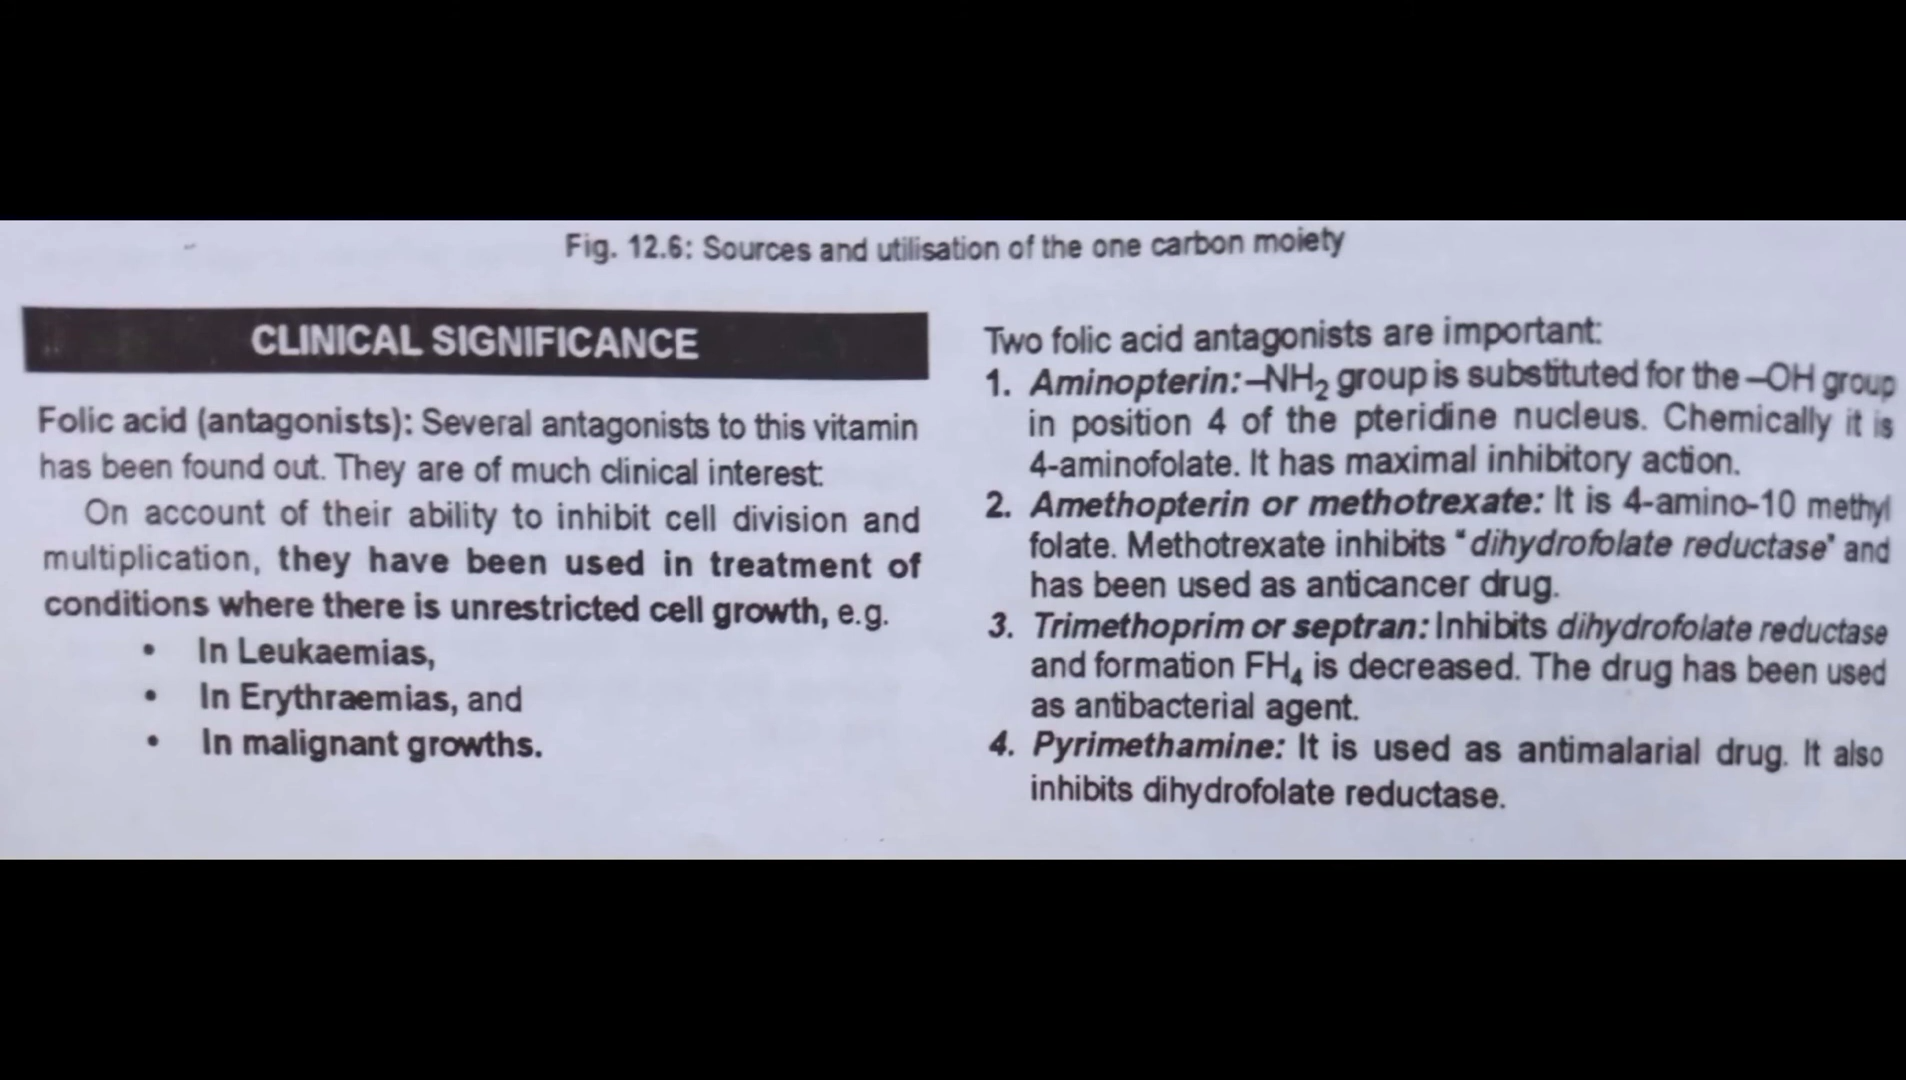 Fig. 12.6: Sources and utilisation of the one carbon moiety
CLINICAL SIGNIFICANCE
Folic acid (antagonists): Several antagonists to this vitamin
has been found out. They are of much clinical interest:
On account of their ability to inhibit cell division and
multiplication, they have been used in treatment of
conditions where there is unrestricted cell growth, e.g.
• In Leukaemias,
• In Erythraemias, and
• In malignant growths.
Two folic acid antagonists are important:
1. Aminopterin: –NH₂ group is substituted for the –OH group
in position 4 of the pteridine nucleus. Chemically it is
4-aminofolate. It has maximal inhibitory action.
2. Amethopterin or methotrexate: It is 4-amino-10 methyl
folate. Methotrexate inhibits "dihydrofolate reductase" and
has been used as anticancer drug.
3. Trimethoprim or septran: Inhibits dihydrofolate reductase
and formation FH₄ is decreased. The drug has been used
as antibacterial agent.
4. Pyrimethamine: It is used as antimalarial drug. It also
inhibits dihydrofolate reductase.